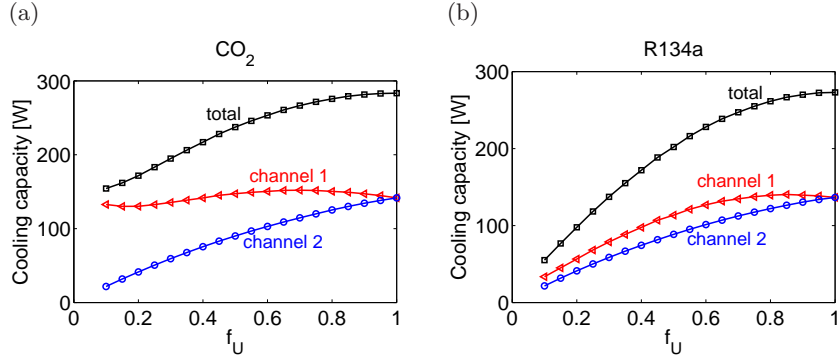 (a)
CO2
Cooling capacity [W]
300
200
100
0
total
channel 1
channel 2
0
0.2
0.4
0.6
0.8
1
fU
(b)
R134a
Cooling capacity [W]
300
200
100
0
total
channel 1
channel 2
0
0.2
0.4
0.6
0.8
1
fU